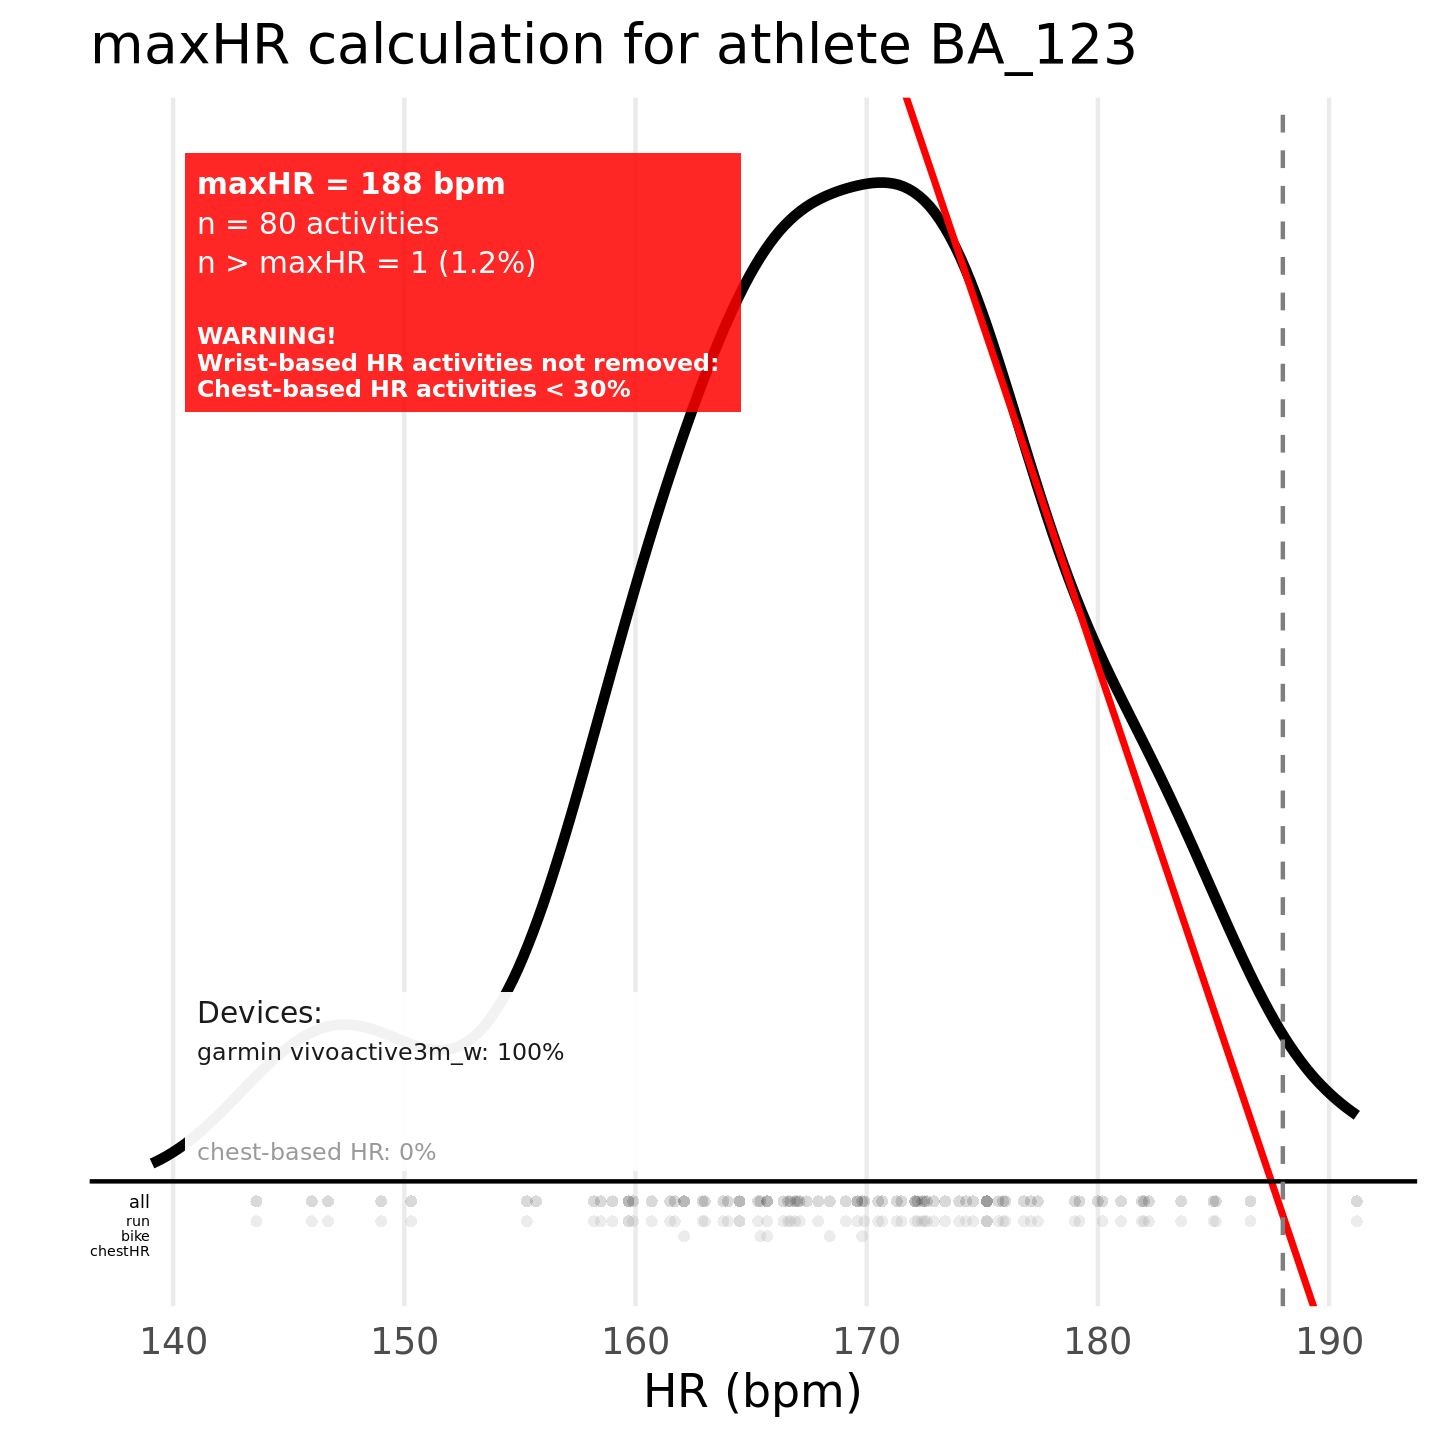 maxHR calculation for athlete BA_123
maxHR = 188 bpm
n = 80 activities
n > maxHR = 1 (1.2%)
WARNING!
Wrist-based HR activities not removed:
Chest-based HR activities < 30%
Devices:
garmin vivoactive3m_w: 100%
chest-based HR: 0%
all
run
bike
chestHR
140 150 160 170 180 190
HR (bpm)